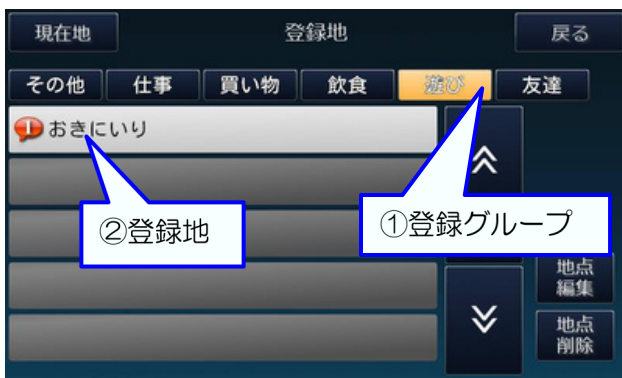 現在地
登録地
戻る
その他
仕事
買い物
飲食
遊び
友達
おきにいり
②登録地
①登録グループ
地点
編集
地点
削除